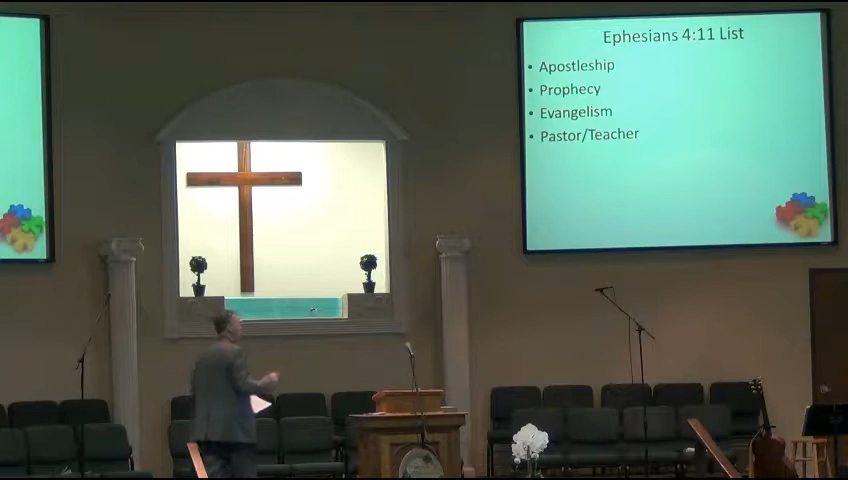 Ephesians 4:11 List
• Apostleship
• Prophecy
• Evangelism
• Pastor/Teacher